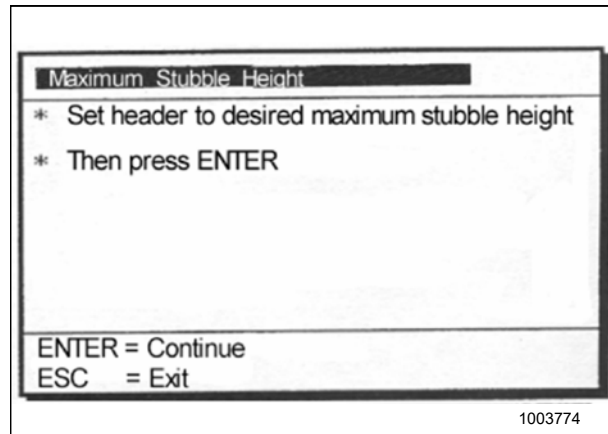 Maximum Stubble Height
* Set header to desired maximum stubble height
* Then press ENTER
ENTER = Continue
ESC = Exit
1003774